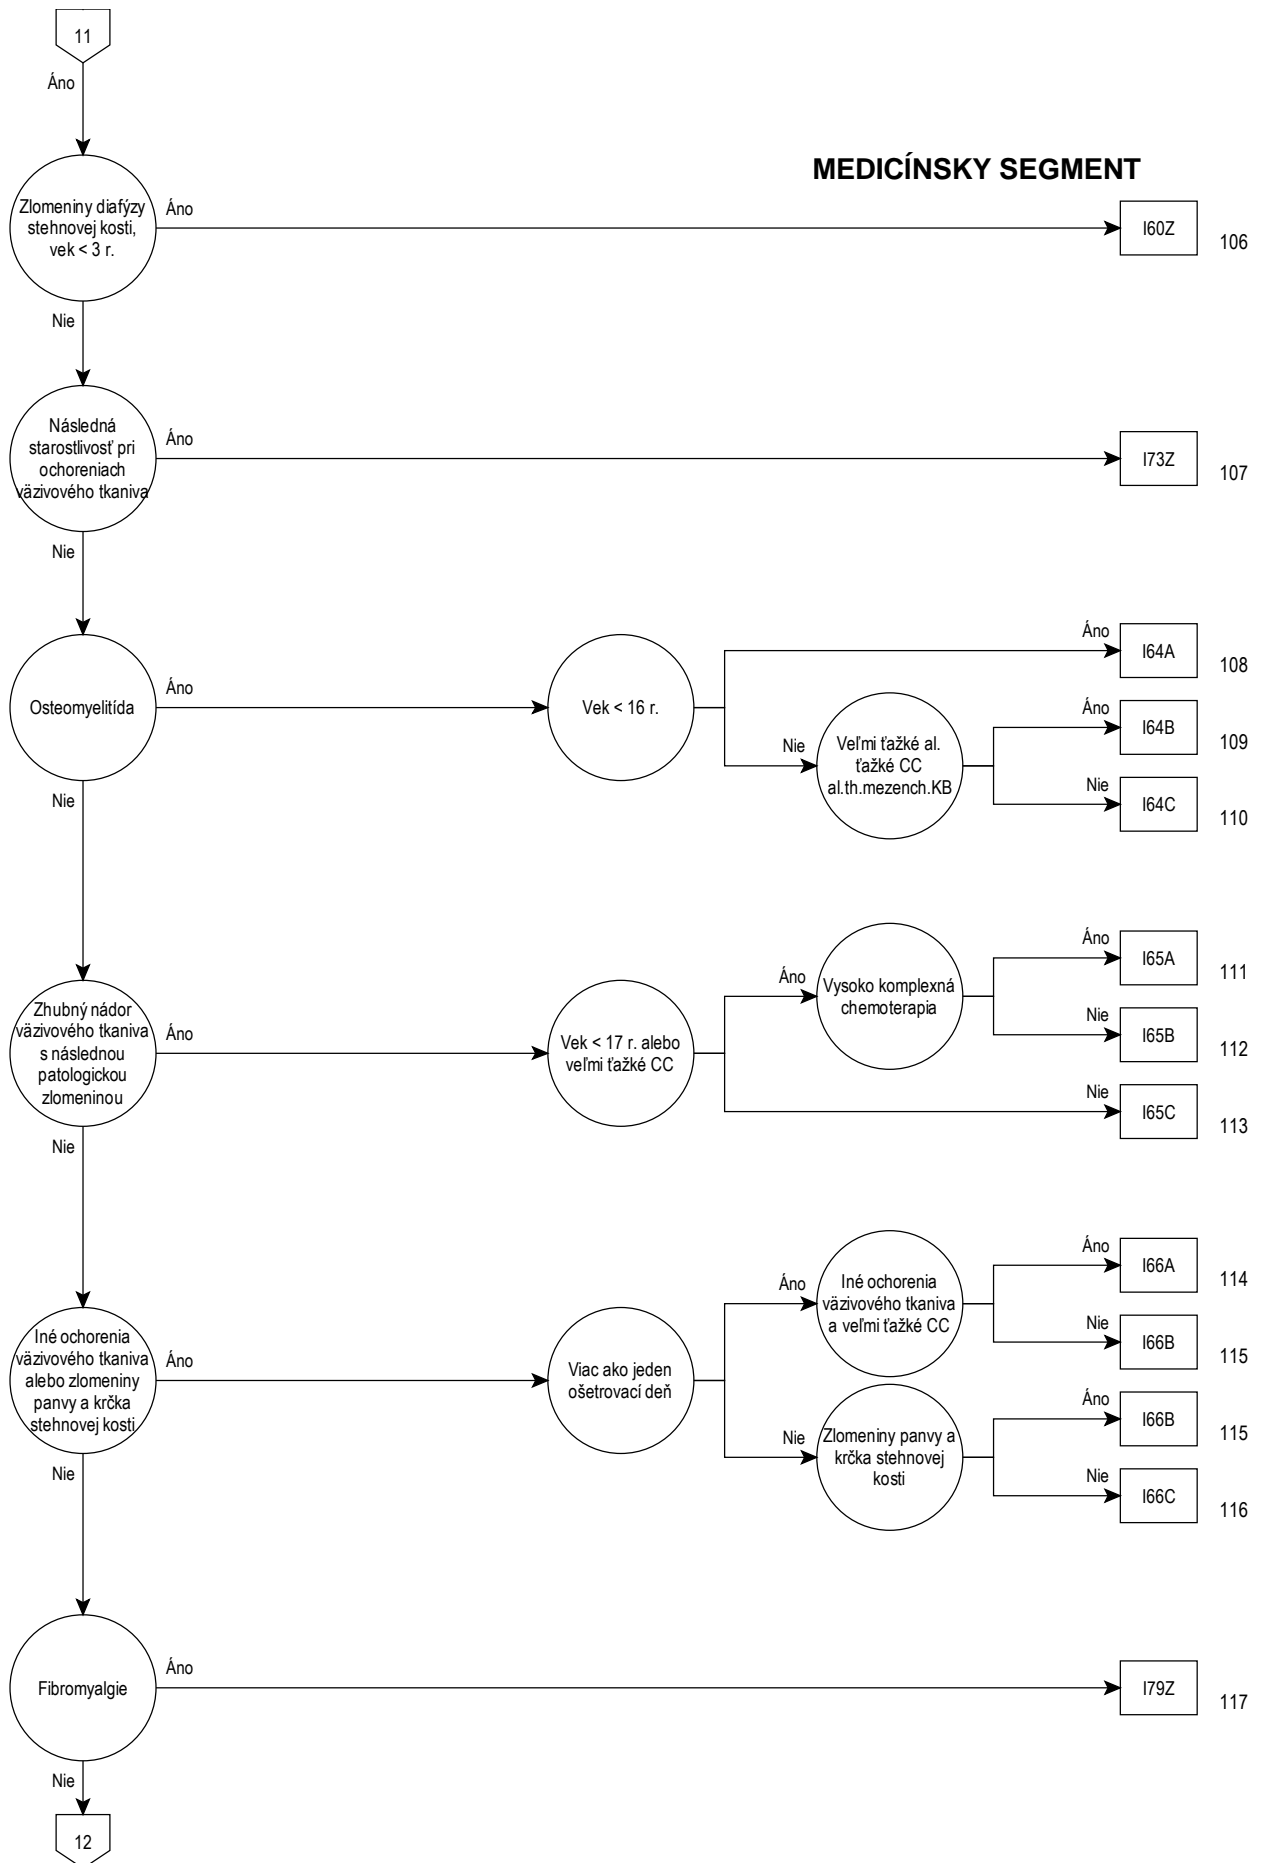 11
Áno
MEDICÍNSKY SEGMENT
Zlomeniny diafýzy
stehnovej kosti,
vek < 3 r.
Áno
I60Z
106
Nie
Následná
starostlivosť pri
ochoreniach
väzivového tkaniva
Áno
I73Z
107
Nie
Osteomyelitída
Áno
Vek < 16 r.
Áno
I64A
108
Nie
Veľmi ťažké al.
ťažké CC
al.th.mezench.KB
Áno
I64B
109
Nie
I64C
110
Nie
Zhubný nádor
väzivového tkaniva
s následnou
patologickou
zlomeninou
Áno
Vek < 17 r. alebo
veľmi ťažké CC
Áno
Vysoko komplexná
chemoterapia
Áno
I65A
111
Nie
I65B
112
Nie
I65C
113
Nie
Iné ochorenia
väzivového tkaniva
alebo zlomeniny
panvy a krčka
stehnovej kosti
Áno
Viac ako jeden
ošetrovací deň
Áno
Iné ochorenia
väzivového tkaniva
a veľmi ťažké CC
Áno
I66A
114
Nie
I66B
115
Nie
Zlomeniny panvy a
krčka stehnovej
kosti
Áno
I66B
115
Nie
I66C
116
Nie
Fibromyalgie
Áno
I79Z
117
Nie
12